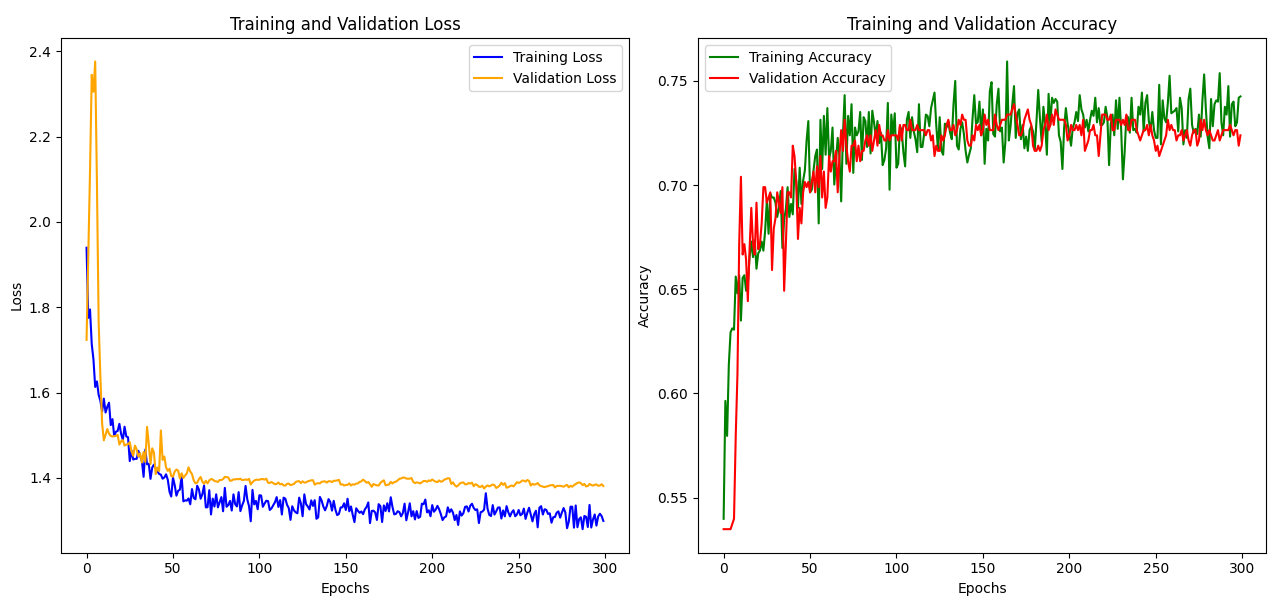 Training and Validation Loss
2.4
2.2
2.0
1.8
1.6
1.4
Loss
0
50
100
150
200
250
300
Epochs
Training Loss
Validation Loss
Training and Validation Accuracy
0.75
0.70
0.65
0.60
0.55
Accuracy
0
50
100
150
200
250
300
Epochs
Training Accuracy
Validation Accuracy